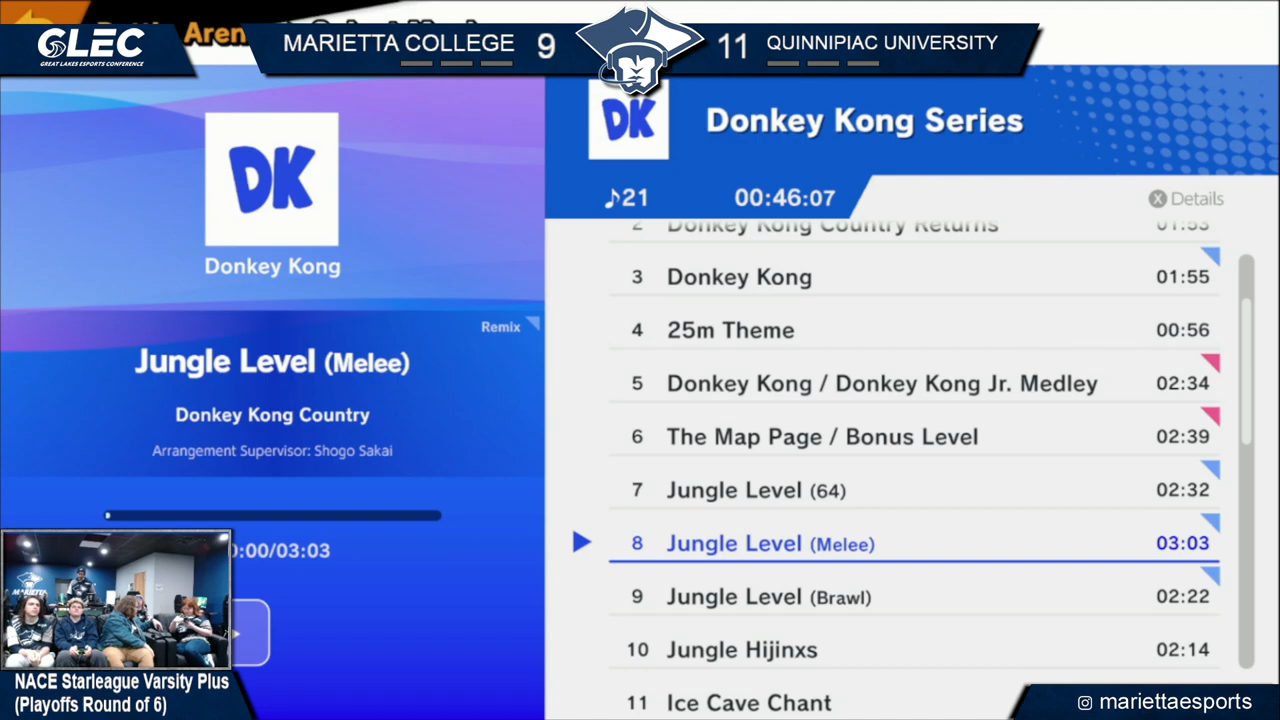 GLEC
GREAT LAKES ESPORTS CONFERENCE
MARIETTA COLLEGE 9
11 QUINNIPIAC UNIVERSITY
DK
Donkey Kong
Remix
Jungle Level (Melee)
Donkey Kong Country
Arrangement Supervisor: Shogo Sakai
:00/03:03
DK
Donkey Kong Series
♪21 00:46:07
X Details
2 Donkey Kong Country Returns 01:53
3 Donkey Kong 01:55
4 25m Theme 00:56
5 Donkey Kong / Donkey Kong Jr. Medley 02:34
6 The Map Page / Bonus Level 02:39
7 Jungle Level (64) 02:32
8 Jungle Level (Melee) 03:03
9 Jungle Level (Brawl) 02:22
10 Jungle Hijinxs 02:14
11 Ice Cave Chant
MARIETTA
NACE Starleague Varsity Plus
(Playoffs Round of 6)
mariettaesports